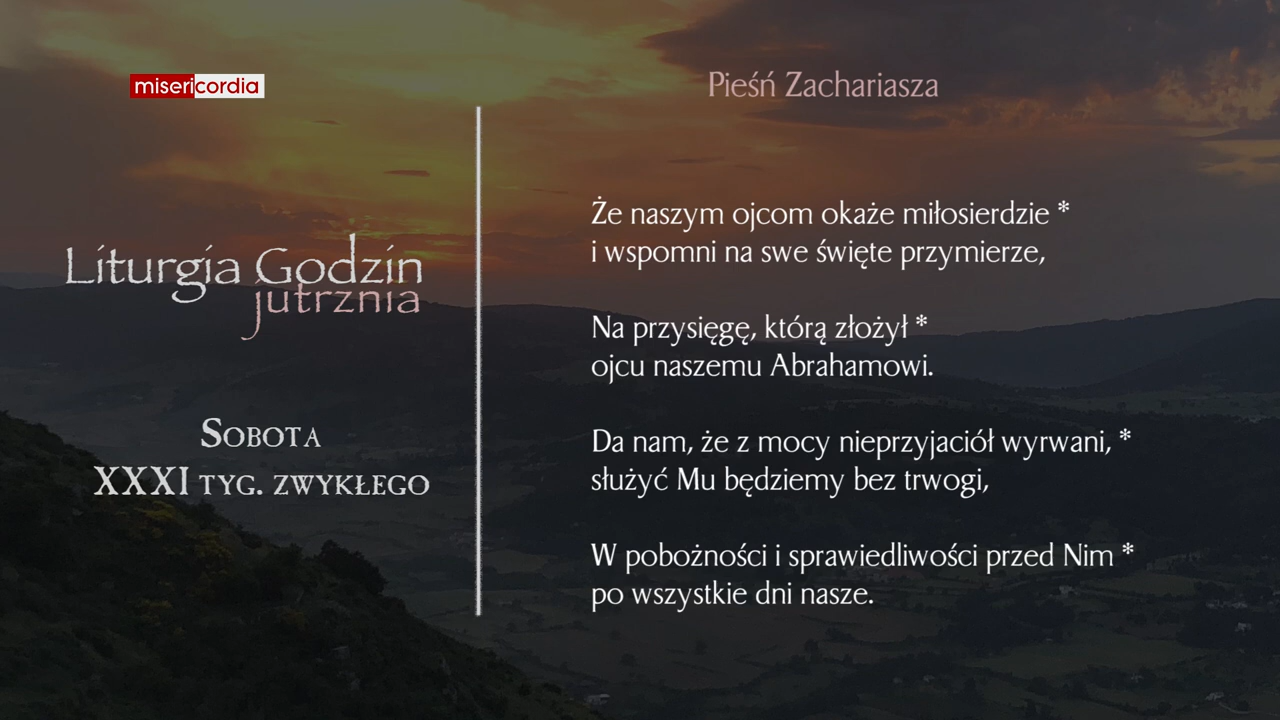 misericordia
Liturgia Godzin
jutrznia
Sobota
XXXI tyg. zwykłego
Pieśń Zachariasza
Że naszym ojcom okaże miłosierdzie *
i wspomni na swe święte przymierze,
Na przysięgę, którą złożył *
ojcu naszemu Abrahamowi.
Da nam, że z mocy nieprzyjaciół wyrwani, *
służyć Mu będziemy bez trwogi,
W pobożności i sprawiedliwości przed Nim *
po wszystkie dni nasze.